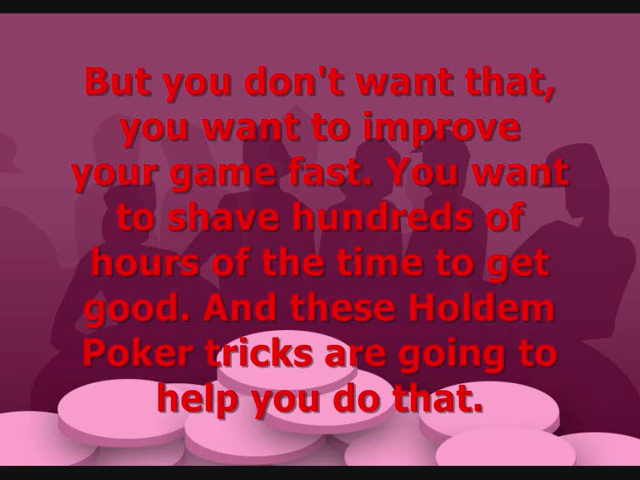 But you don't want that,
you want to improve
your game fast. You want
to shave hundreds of
hours of the time to get
good. And these Holdem
Poker tricks are going to
help you do that.